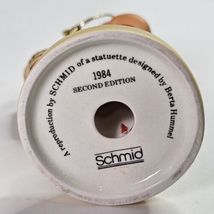 A reproduction by SCHMID of a statuette designed by Berta Hummel
1984
SECOND EDITION
Schmid